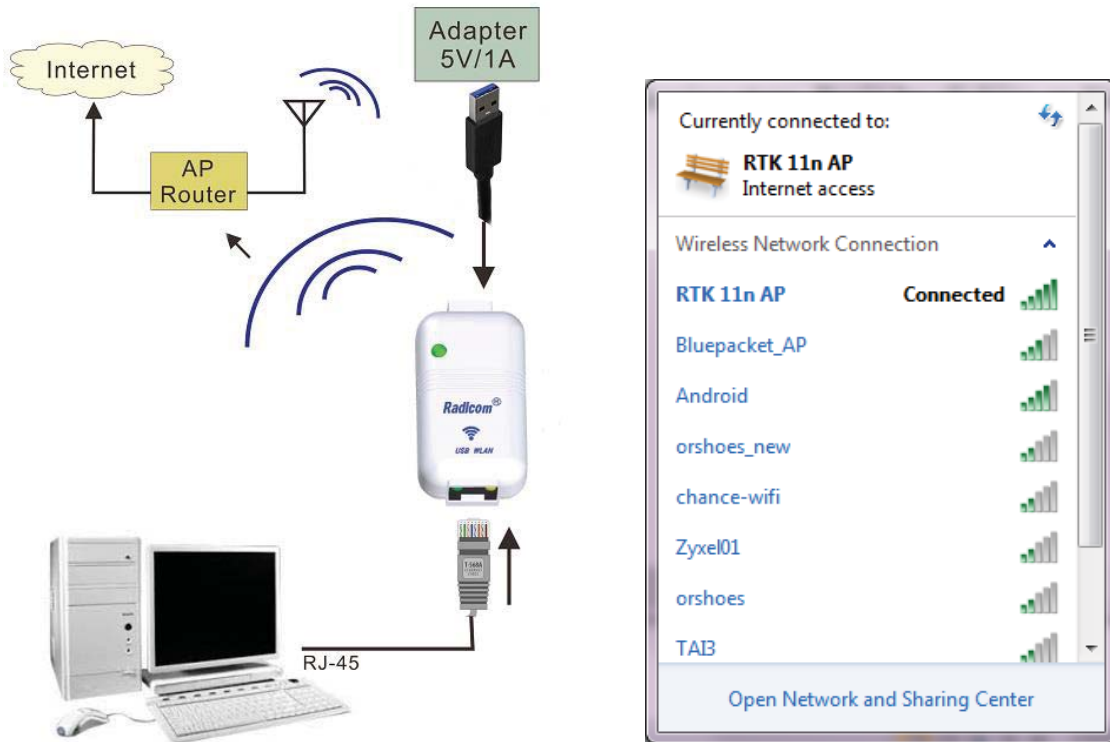 Internet
Adapter
5V/1A
AP
Router
Radicom®
USB WLAN
T-568A
RJ-45
Currently connected to:
RTK 11n AP
Internet access
Wireless Network Connection
RTK 11n AP Connected
Bluepacket_AP
Android
orshoes_new
chance-wifi
Zyxel01
orshoes
TAI3
Open Network and Sharing Center